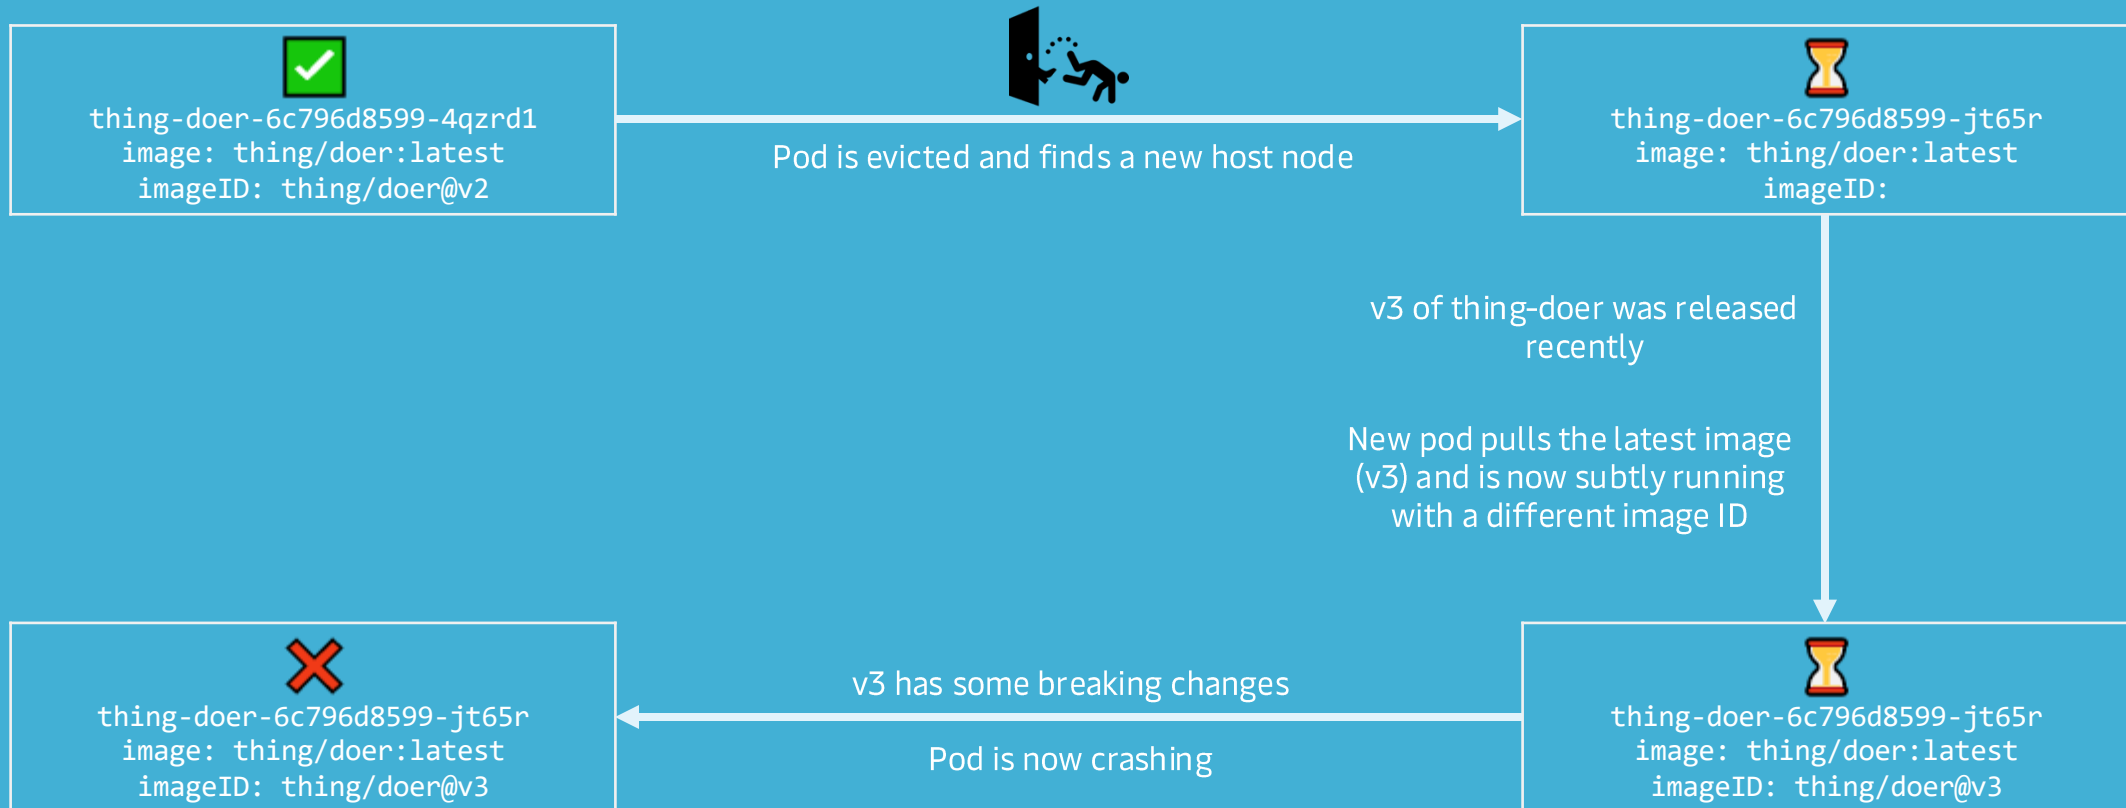 thing-doer-6c796d8599-4qzrd1
image: thing/doer:latest
imageID: thing/doer@v2
Pod is evicted and finds a new host node
thing-doer-6c796d8599-jt65r
image: thing/doer:latest
imageID:
v3 of thing-doer was released
recently
New pod pulls the latest image
(v3) and is now subtly running
with a different image ID
thing-doer-6c796d8599-jt65r
image: thing/doer:latest
imageID: thing/doer@v3
v3 has some breaking changes
Pod is now crashing
thing-doer-6c796d8599-jt65r
image: thing/doer:latest
imageID: thing/doer@v3